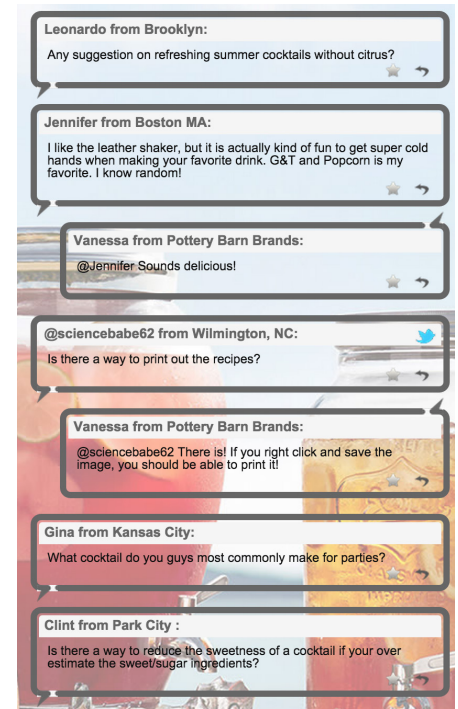 Leonardo from Brooklyn:
Any suggestion on refreshing summer cocktails without citrus?
Jennifer from Boston MA:
I like the leather shaker, but it is actually kind of fun to get super cold
hands when making your favorite drink. G&T and Popcorn is my
favorite. I know random!
Vanessa from Pottery Barn Brands:
@Jennifer Sounds delicious!
@sciencebabe62 from Wilmington, NC:
Is there a way to print out the recipes?
Vanessa from Pottery Barn Brands:
@sciencebabe62 There is! If you right click and save the
image, you should be able to print it!
Gina from Kansas City:
What cocktail do you guys most commonly make for parties?
Clint from Park City :
Is there a way to reduce the sweetness of a cocktail if your over
estimate the sweet/sugar ingredients?